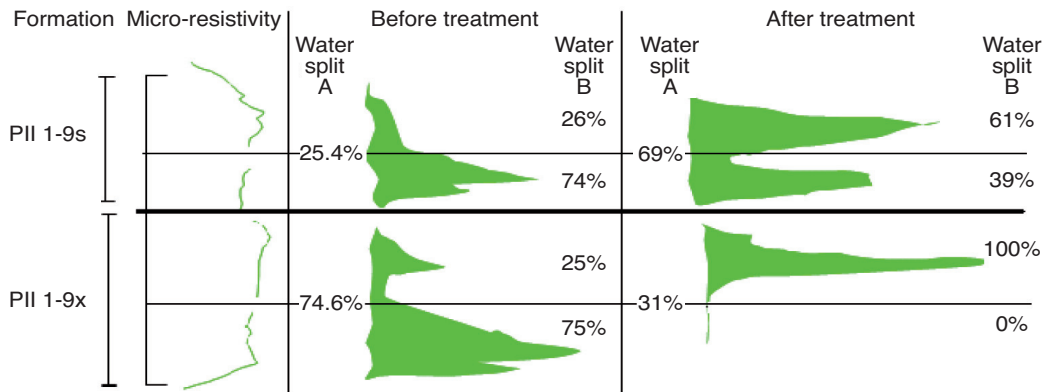 Formation Micro-resistivity Before treatment After treatment
Water split A
Water split B
Water split A
Water split B
PII 1-9s
26%
61%
25.4%
69%
74%
39%
PII 1-9x
25%
100%
74.6%
31%
75%
0%